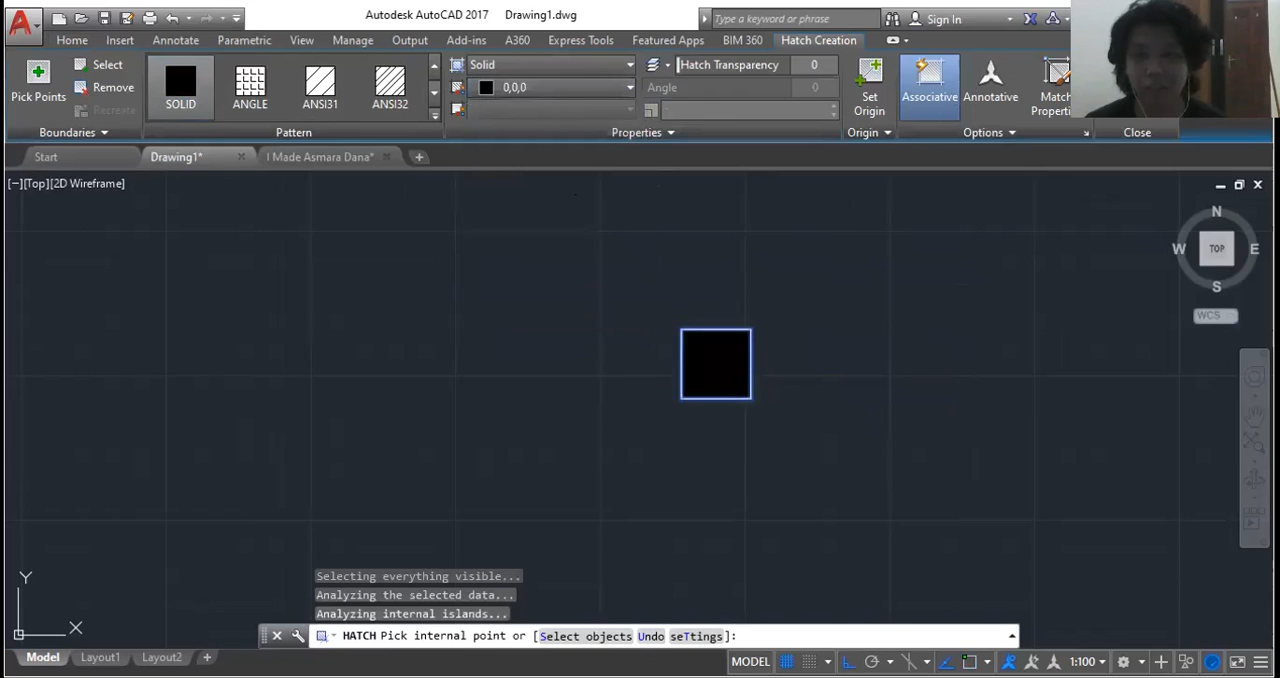 Autodesk AutoCAD 2017 Drawing1.dwg
Type a keyword or phrase
Sign In
Home Insert Annotate Parametric View Manage Output Add-ins A360 Express Tools Featured Apps BIM 360 Hatch Creation
Pick Points
Select
Remove
Recreate
Boundaries
SOLID ANGLE ANSI31 ANSI32
Pattern
Solid
0,0,0
Hatch Transparency 0
Angle 0
Properties
Set
Origin
Origin
Associative
Annotative
Match
Properti
Options
Close
Start Drawing1* I Made Asmara Dana*
[−][Top][2D Wireframe]
N
W TOP E
S
WCS
Y
X
Selecting everything visible...
Analyzing the selected data...
Analyzing internal islands...
HATCH Pick internal point or [Select objects Undo seTtings]:
Model Layout1 Layout2
MODEL 1:100